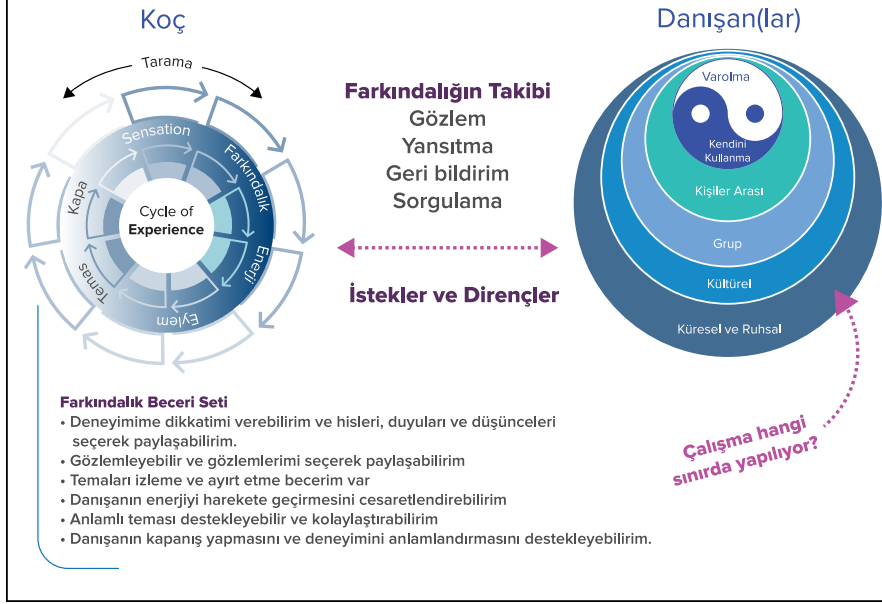 Koç
Danışan(lar)
Tarama
Sensation
Farkındalık
Enerji
Eylem
Temas
Kapa
Cycle of
Experience
Farkındalığın Takibi
Gözlem
Yansıtma
Geri bildirim
Sorgulama
İstekler ve Dirençler
Varolma
Kendini
Kullanma
Kişiler Arası
Grup
Kültürel
Küresel ve Ruhsal
Çalışma hangi
sınırda yapılıyor?
Farkındalık Beceri Seti
• Deneyimime dikkatimi verebilirim ve hisleri, duyuları ve düşünceleri
seçerek paylaşabilirim.
• Gözlemleyebilir ve gözlemlerimi seçerek paylaşabilirim
• Temaları izleme ve ayırt etme becerim var
• Danışanın enerjiyi harekete geçirmesini cesaretlendirebilirim
• Anlamlı teması destekleyebilir ve kolaylaştırabilirim
• Danışanın kapanış yapmasını ve deneyimini anlamlandırmasını destekleyebilirim.